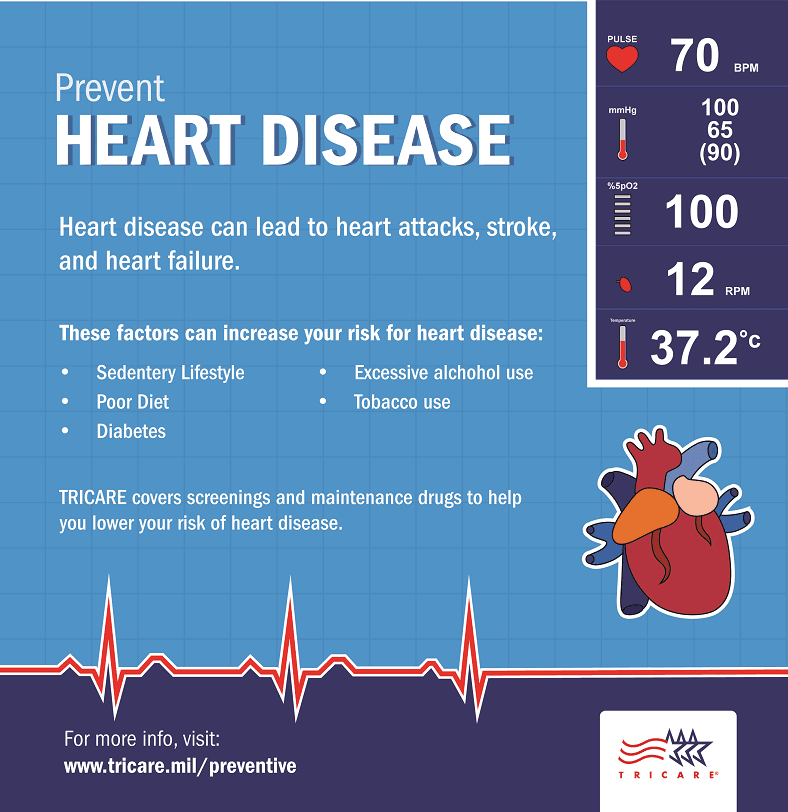 Prevent
HEART DISEASE
Heart disease can lead to heart attacks, stroke,
and heart failure.
These factors can increase your risk for heart disease:
• Sedentery Lifestyle
• Poor Diet
• Diabetes
• Excessive alchohol use
• Tobacco use
TRICARE covers screenings and maintenance drugs to help
you lower your risk of heart disease.
For more info, visit:
www.tricare.mil/preventive
PULSE
70 BPM
mmHg
100
65
(90)
%5pO2
100
12 RPM
Temperature
37.2°C
TRICARE®